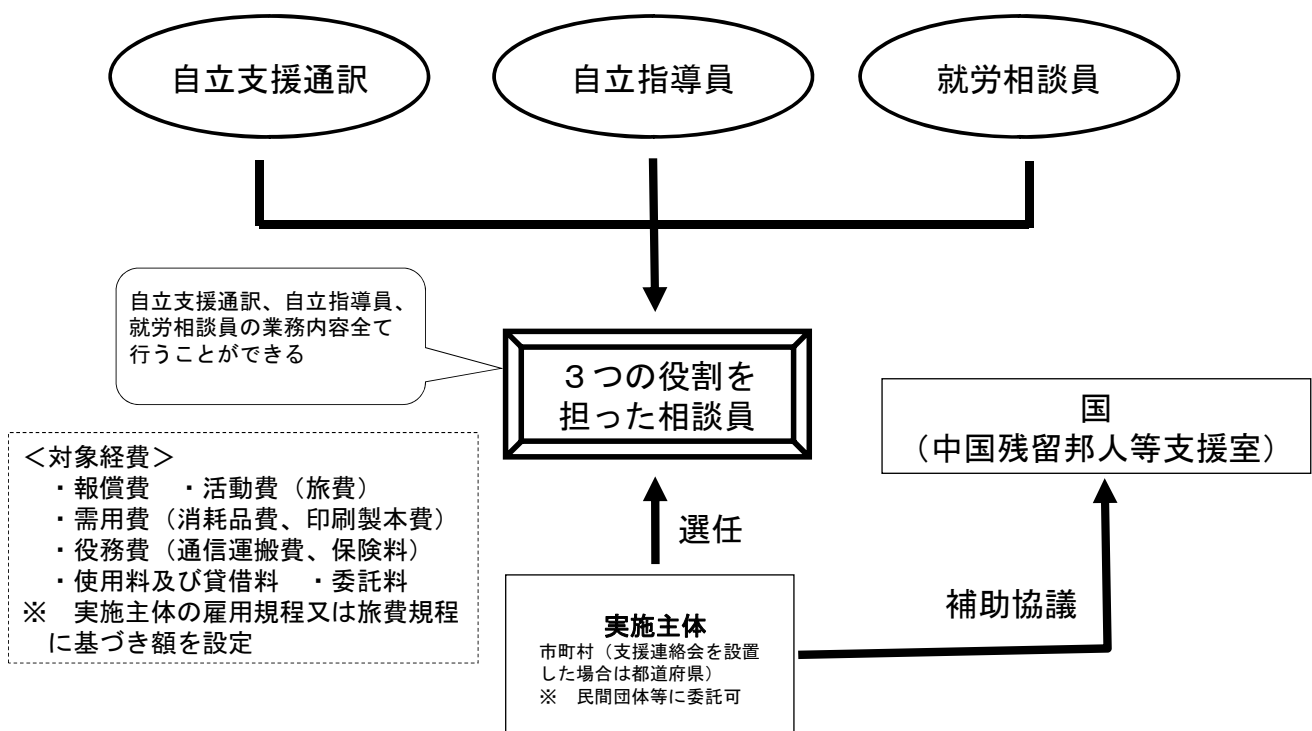 自立支援通訳
自立指導員
就労相談員
自立支援通訳、自立指導員、
就労相談員の業務内容全て
行うことができる
３つの役割を
担った相談員
国
（中国残留邦人等支援室）
＜対象経費＞
・報償費　・活動費（旅費）
・需用費（消耗品費、印刷製本費）
・役務費（通信運搬費、保険料）
・使用料及び貸借料　・委託料
※　実施主体の雇用規程又は旅費規程
に基づき額を設定
選任
補助協議
実施主体
市町村（支援連絡会を設置
した場合は都道府県）
※　民間団体等に委託可